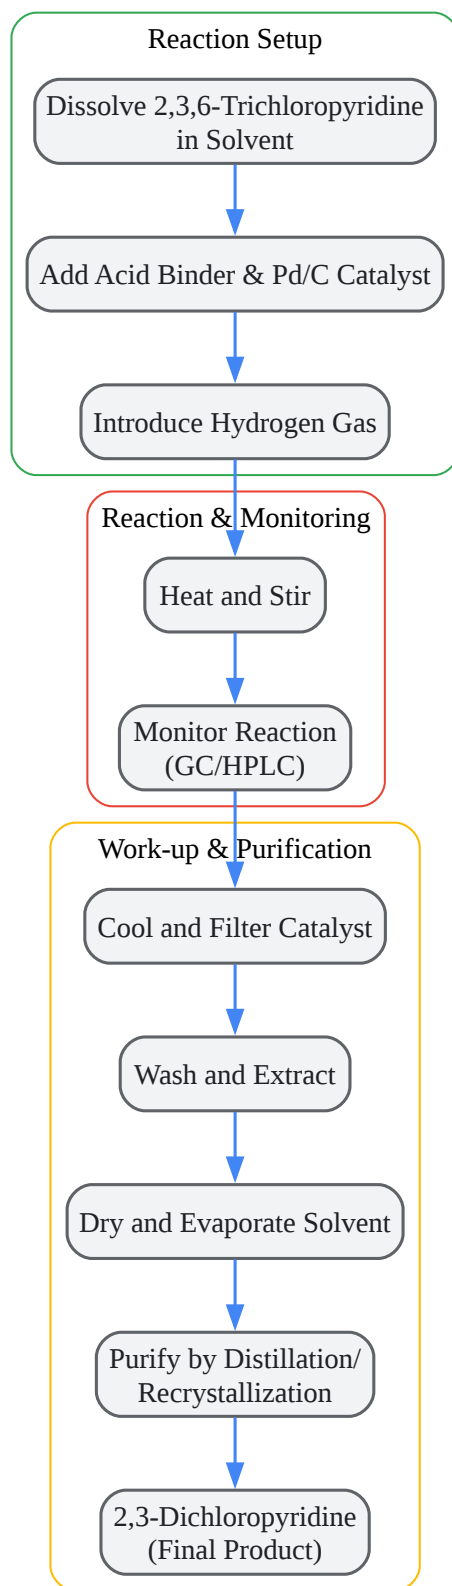 Reaction Setup
Dissolve 2,3,6-Trichloropyridine
in Solvent
Add Acid Binder & Pd/C Catalyst
Introduce Hydrogen Gas
Reaction & Monitoring
Heat and Stir
Monitor Reaction
(GC/HPLC)
Work-up & Purification
Cool and Filter Catalyst
Wash and Extract
Dry and Evaporate Solvent
Purify by Distillation/
Recrystallization
2,3-Dichloropyridine
(Final Product)